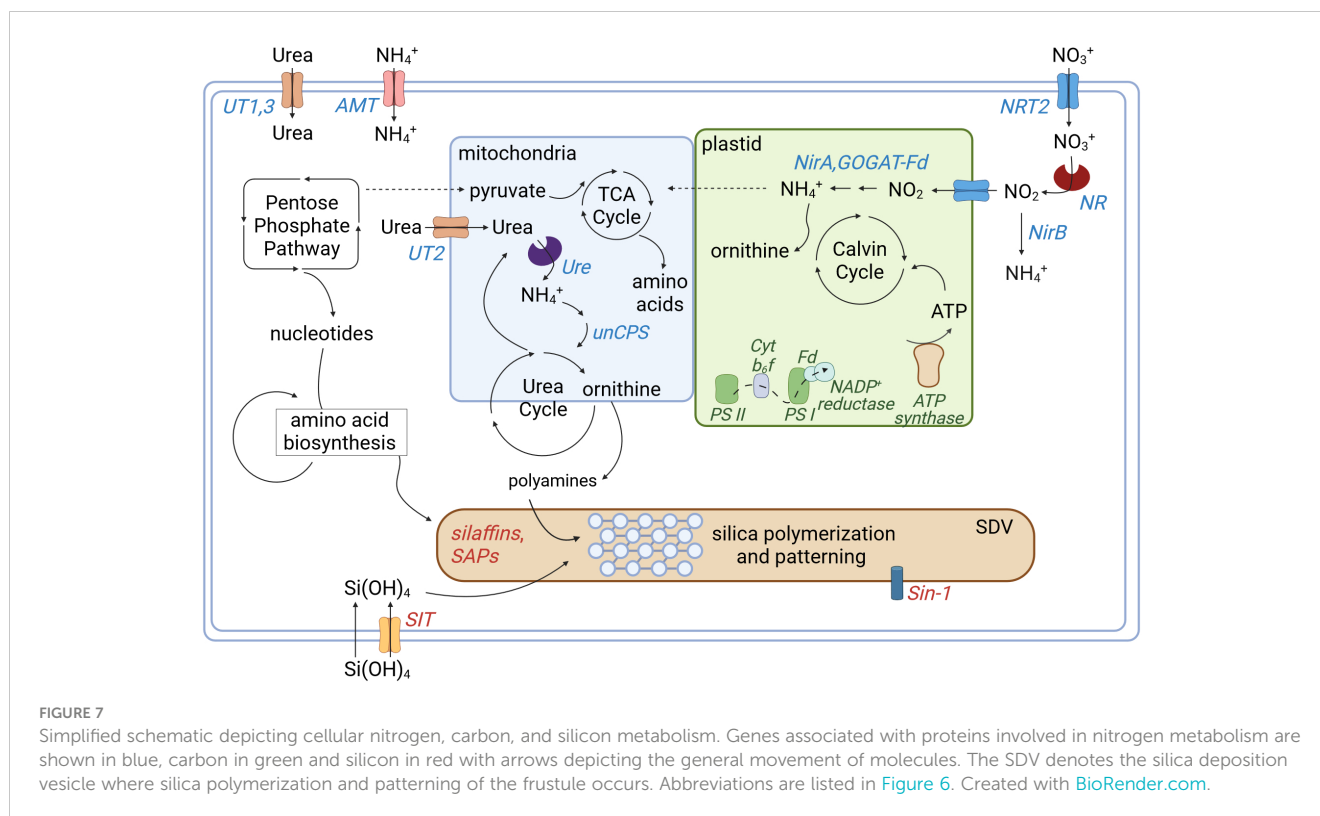 Urea
NH₄⁺
NO₃⁺
UT1,3
AMT
NRT2
Urea
NH₄⁺
NO₃⁺
mitochondria
plastid
NirA,GOGAT-Fd
pyruvate
TCA
Cycle
NH₄⁺
NO₂
NO₂
NR
Pentose
Phosphate
Pathway
Urea
UT2
Urea
Ure
NH₄⁺
amino
acids
ornithine
Calvin
Cycle
NirB
NH₄⁺
ATP
nucleotides
unCPS
Urea
Cycle
ornithine
Cyt
b₆f
Fd
NADP⁺
reductase
PS II
PS I
ATP
synthase
amino acid
biosynthesis
polyamines
silaffins,
SAPs
silica polymerization
and patterning
SDV
Sin-1
Si(OH)₄
SIT
Si(OH)₄
FIGURE 7
Simplified schematic depicting cellular nitrogen, carbon, and silicon metabolism. Genes associated with proteins involved in nitrogen metabolism are
shown in blue, carbon in green and silicon in red with arrows depicting the general movement of molecules. The SDV denotes the silica deposition
vesicle where silica polymerization and patterning of the frustule occurs. Abbreviations are listed in Figure 6. Created with BioRender.com.